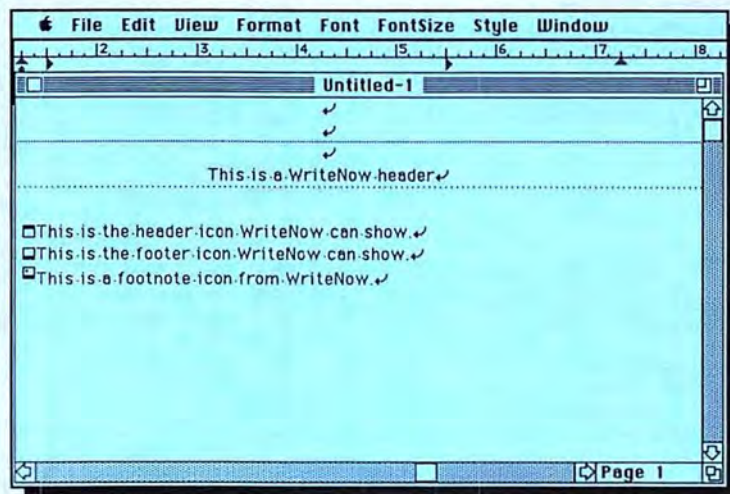 File Edit View Format Font FontSize Style Window
2 3 4 5 6 7 8
Untitled-1
This is a WriteNow header
This is the header icon WriteNow can show.
This is the footer icon WriteNow can show.
This is a footnote icon from WriteNow.
Page 1